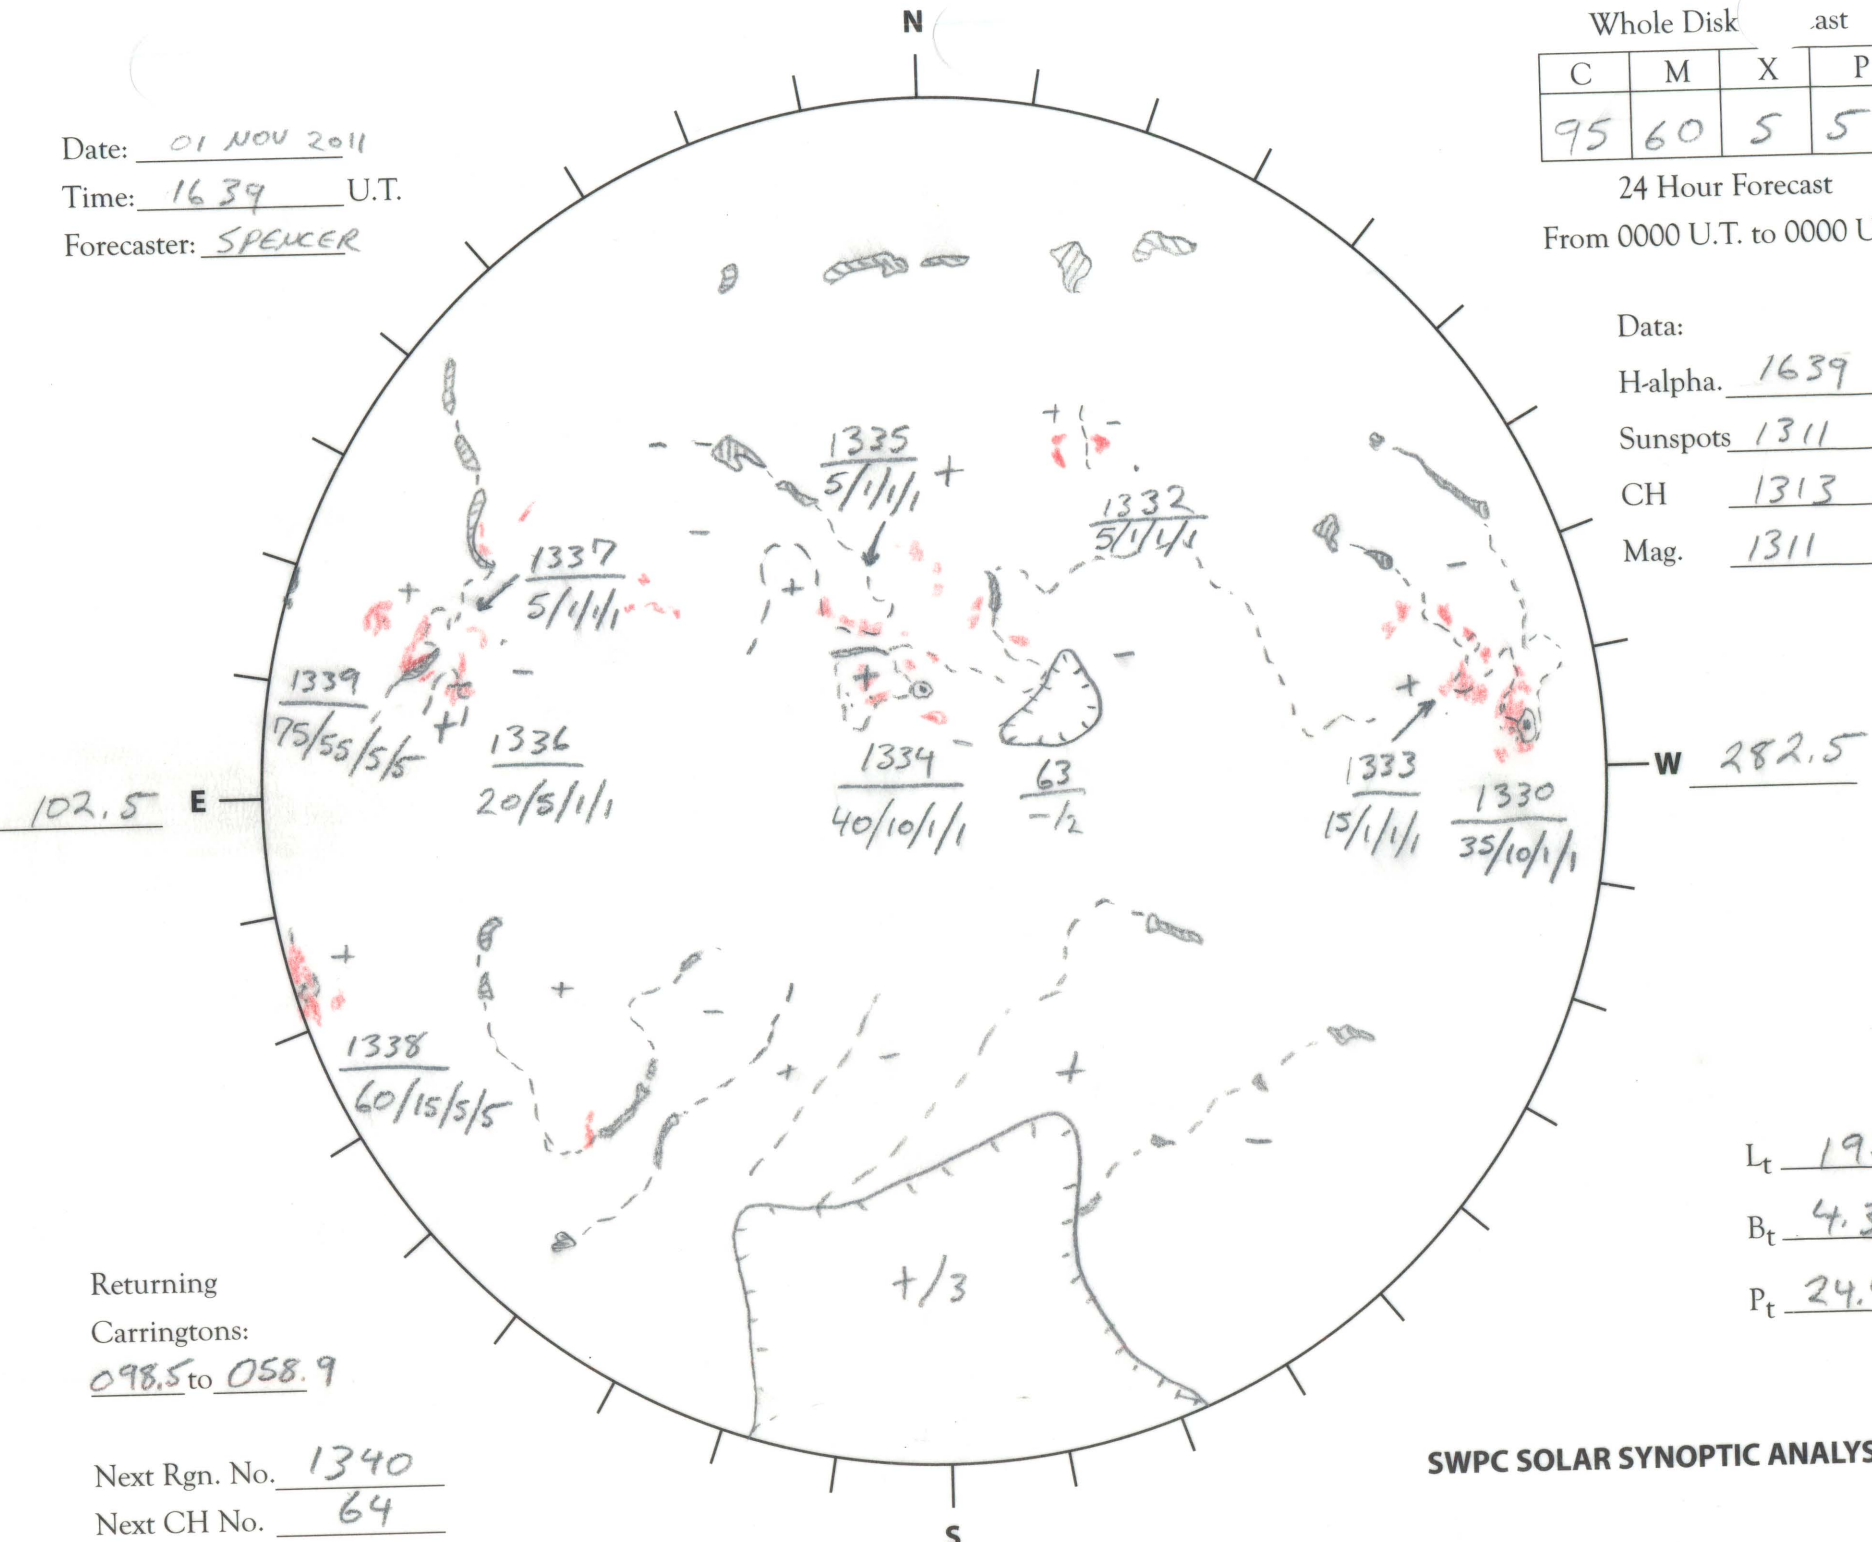 N
Whole Disk ast
C M X P
95 60 5 5
24 Hour Forecast
From 0000 U.T. to 0000 U
Date: 01 NOV 2011
Time: 1639 U.T.
Forecaster: SPENCER
Data:
H-alpha. 1639
Sunspots 1311
CH 1313
Mag. 1311
+ -
- - 1335 +
5/1/1/1
1332
5/1/1/1
- 1337
5/1/1/1
+ + -
1339
75/55/5/5
- + - +
+
1336
20/5/1/1
1334
40/10/1/1
-
63
-/2
1333
15/1/1/1
1330
35/10/1/1
102.5 E
W 282.5
+ + -
1338
60/15/5/5
+ - + -
+/3
Lt 19.
Bt 4.3
Pt 24.
Returning
Carringtons:
098.5 to 058.9
Next Rgn. No. 1340
Next CH No. 64
SWPC SOLAR SYNOPTIC ANALYS
S